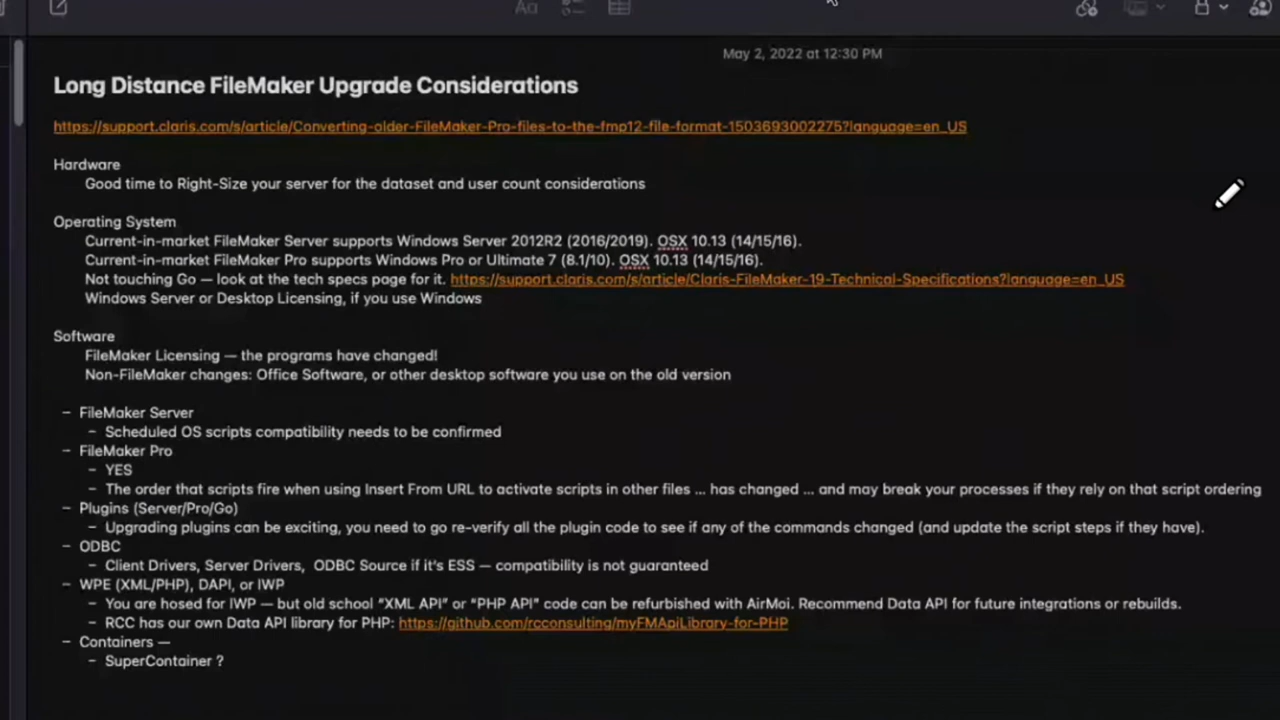 Aa
May 2, 2022 at 12:30 PM
Long Distance FileMaker Upgrade Considerations
https://support.claris.com/s/article/Converting-older-FileMaker-Pro-files-to-the-fmp12-file-format-1503693002275?language=en_US
Hardware
Good time to Right-Size your server for the dataset and user count considerations
Operating System
Current-in-market FileMaker Server supports Windows Server 2012R2 (2016/2019). OSX 10.13 (14/15/16).
Current-in-market FileMaker Pro supports Windows Pro or Ultimate 7 (8.1/10). OSX 10.13 (14/15/16).
Not touching Go — look at the tech specs page for it. https://support.claris.com/s/article/Claris-FileMaker-19-Technical-Specifications?language=en_US
Windows Server or Desktop Licensing, if you use Windows
Software
FileMaker Licensing — the programs have changed!
Non-FileMaker changes: Office Software, or other desktop software you use on the old version
– FileMaker Server
– Scheduled OS scripts compatibility needs to be confirmed
– FileMaker Pro
– YES
– The order that scripts fire when using Insert From URL to activate scripts in other files ... has changed ... and may break your processes if they rely on that script ordering
– Plugins (Server/Pro/Go)
– Upgrading plugins can be exciting, you need to go re-verify all the plugin code to see if any of the commands changed (and update the script steps if they have).
– ODBC
– Client Drivers, Server Drivers,  ODBC Source if it's ESS — compatibility is not guaranteed
– WPE (XML/PHP), DAPI, or IWP
– You are hosed for IWP — but old school “XML API” or “PHP API” code can be refurbished with AirMoi. Recommend Data API for future integrations or rebuilds.
– RCC has our own Data API library for PHP: https://github.com/rcconsulting/myFMApiLibrary-for-PHP
– Containers —
– SuperContainer ?